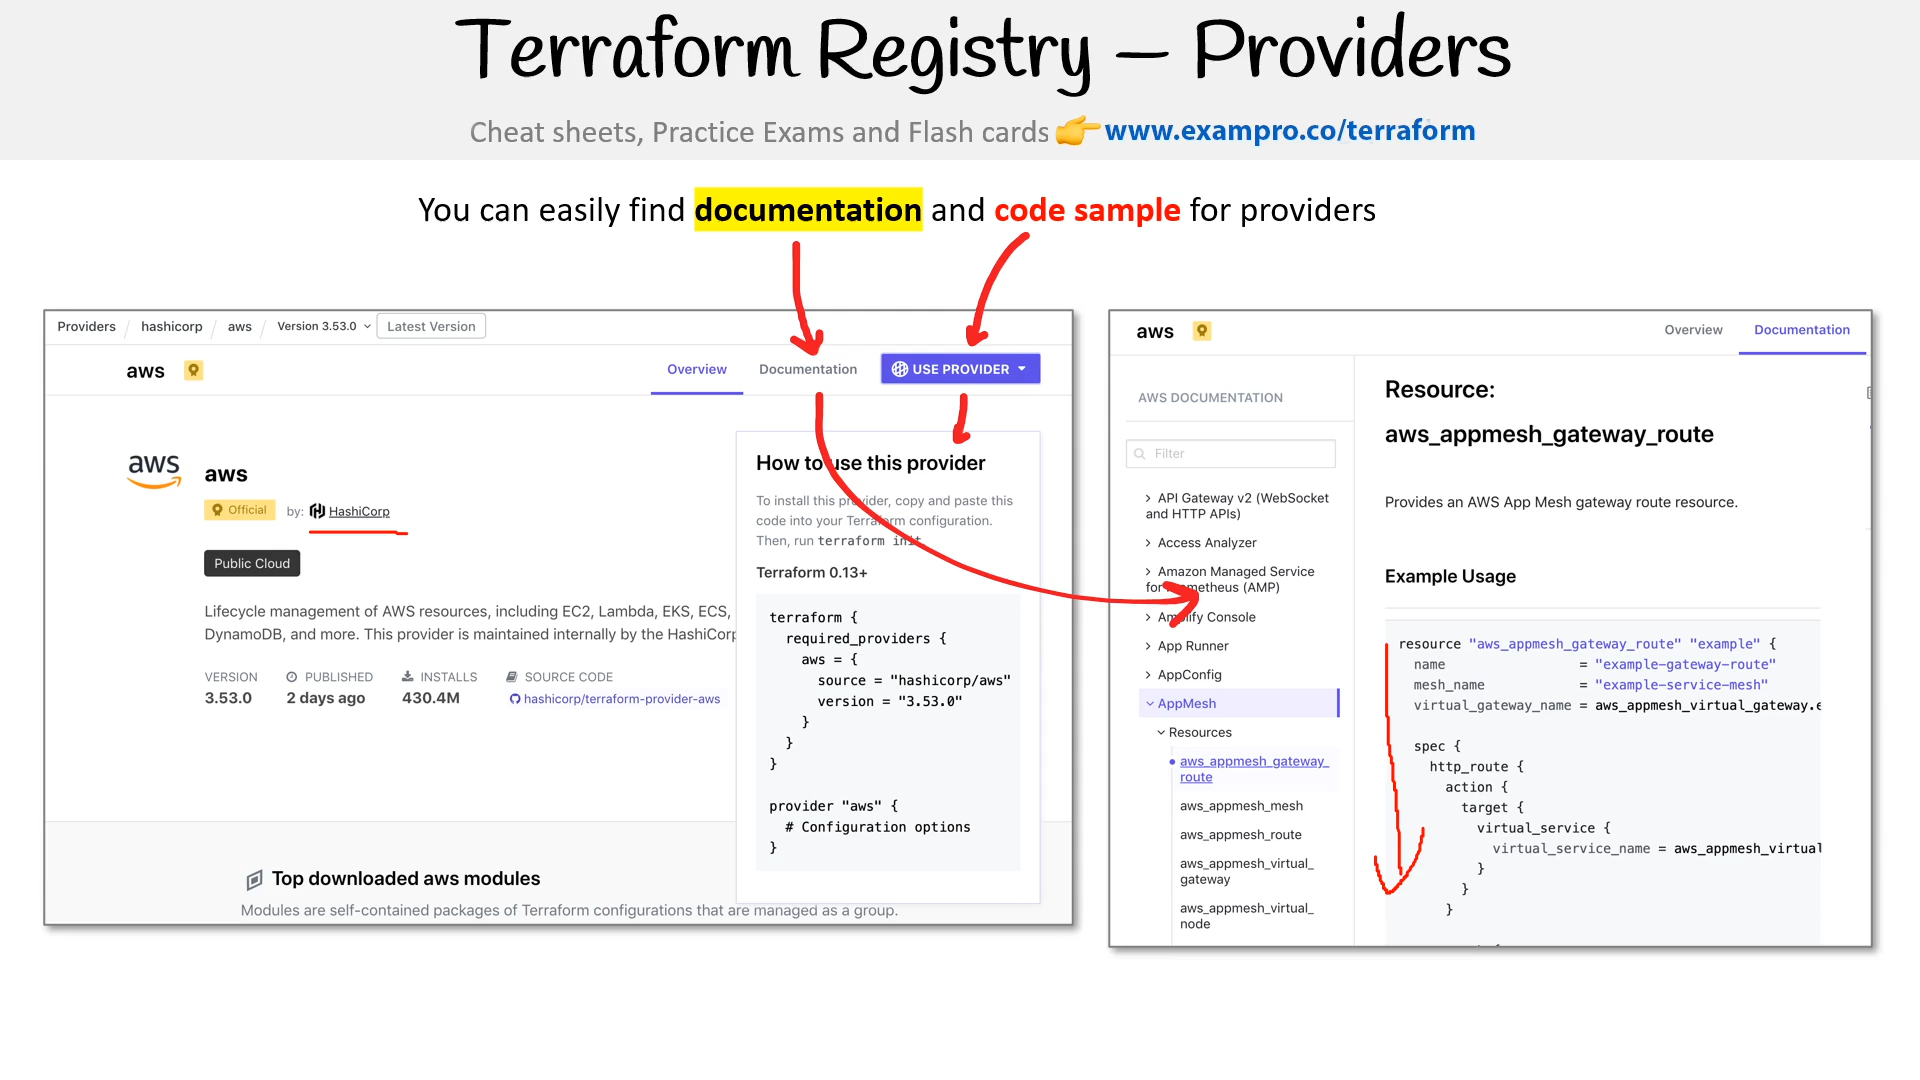 Terraform Registry – Providers
Cheat sheets, Practice Exams and Flash cards 👉 www.exampro.co/terraform
You can easily find documentation and code sample for providers
Providers / hashicorp / aws / Version 3.53.0 Latest Version
aws Overview Documentation USE PROVIDER
aws
aws
Official by: HashiCorp
Public Cloud
Lifecycle management of AWS resources, including EC2, Lambda, EKS, ECS,
DynamoDB, and more. This provider is maintained internally by the HashiCorp
VERSION PUBLISHED INSTALLS SOURCE CODE
3.53.0 2 days ago 430.4M hashicorp/terraform-provider-aws
How to use this provider
To install this provider, copy and paste this
code into your Terraform configuration.
Then, run terraform init.
Terraform 0.13+
terraform {
  required_providers {
    aws = {
      source = "hashicorp/aws"
      version = "3.53.0"
    }
  }
}
provider "aws" {
  # Configuration options
}
Top downloaded aws modules
Modules are self-contained packages of Terraform configurations that are managed as a group.
aws Overview Documentation
AWS DOCUMENTATION
Filter
API Gateway v2 (WebSocket
and HTTP APIs)
Access Analyzer
Amazon Managed Service
for Prometheus (AMP)
Amplify Console
App Runner
AppConfig
AppMesh
Resources
aws_appmesh_gateway_
route
aws_appmesh_mesh
aws_appmesh_route
aws_appmesh_virtual_
gateway
aws_appmesh_virtual_
node
Resource:
aws_appmesh_gateway_route
Provides an AWS App Mesh gateway route resource.
Example Usage
resource "aws_appmesh_gateway_route" "example" {
  name                 = "example-gateway-route"
  mesh_name            = "example-service-mesh"
  virtual_gateway_name = aws_appmesh_virtual_gateway.e
  spec {
    http_route {
      action {
        target {
          virtual_service {
            virtual_service_name = aws_appmesh_virtual
          }
        }
      }